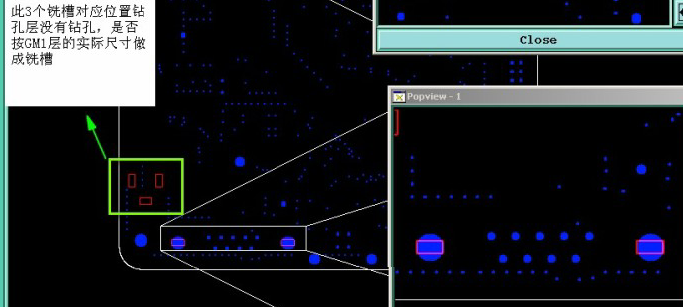 此3个铣槽对应位置钻
孔层没有钻孔，是否
按GM1层的实际尺寸做
成铣槽
Close
Popview - 1